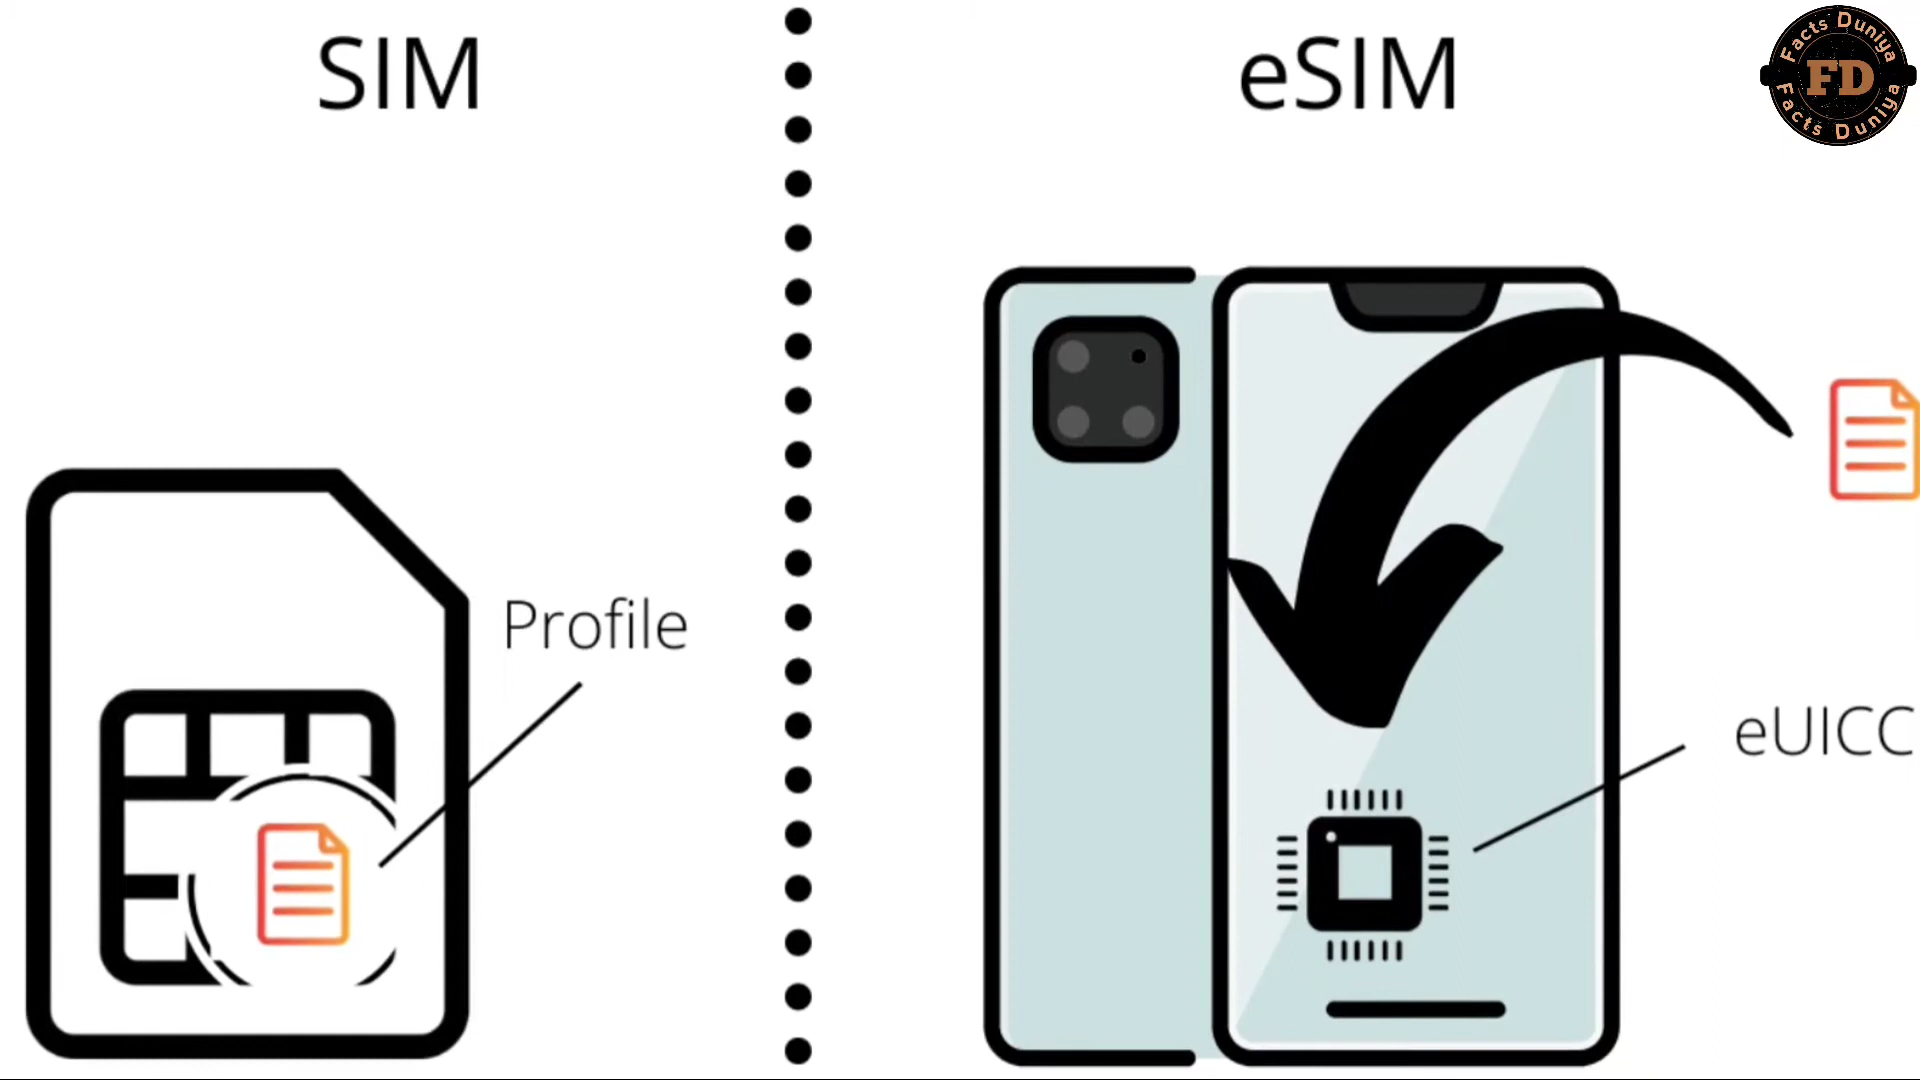 SIM
eSIM
Facts Duniya
FD
Facts Duniya
Profile
eUICC